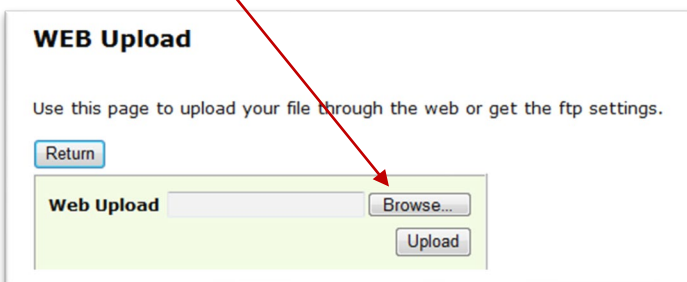 WEB Upload
Use this page to upload your file through the web or get the ftp settings.
Return
Web Upload Browse...
Upload